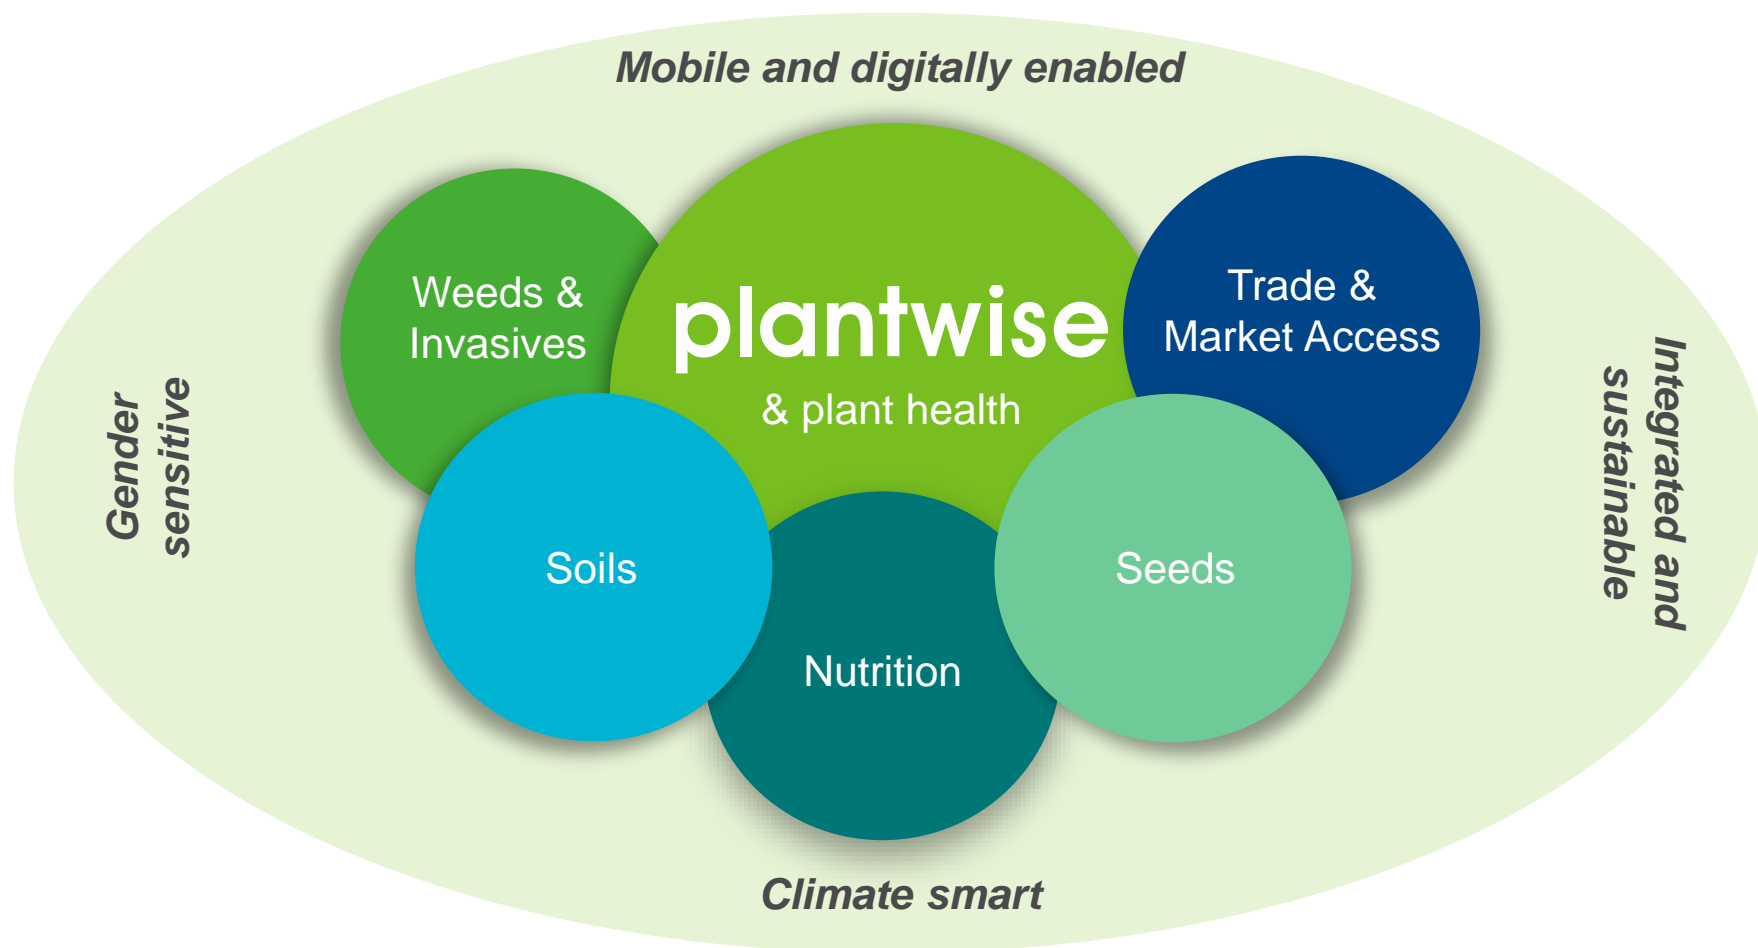 Mobile and digitally enabled
Weeds &
Invasives
plantwise
& plant health
Trade &
Market Access
Gender
sensitive
Integrated and
sustainable
Soils
Nutrition
Seeds
Climate smart